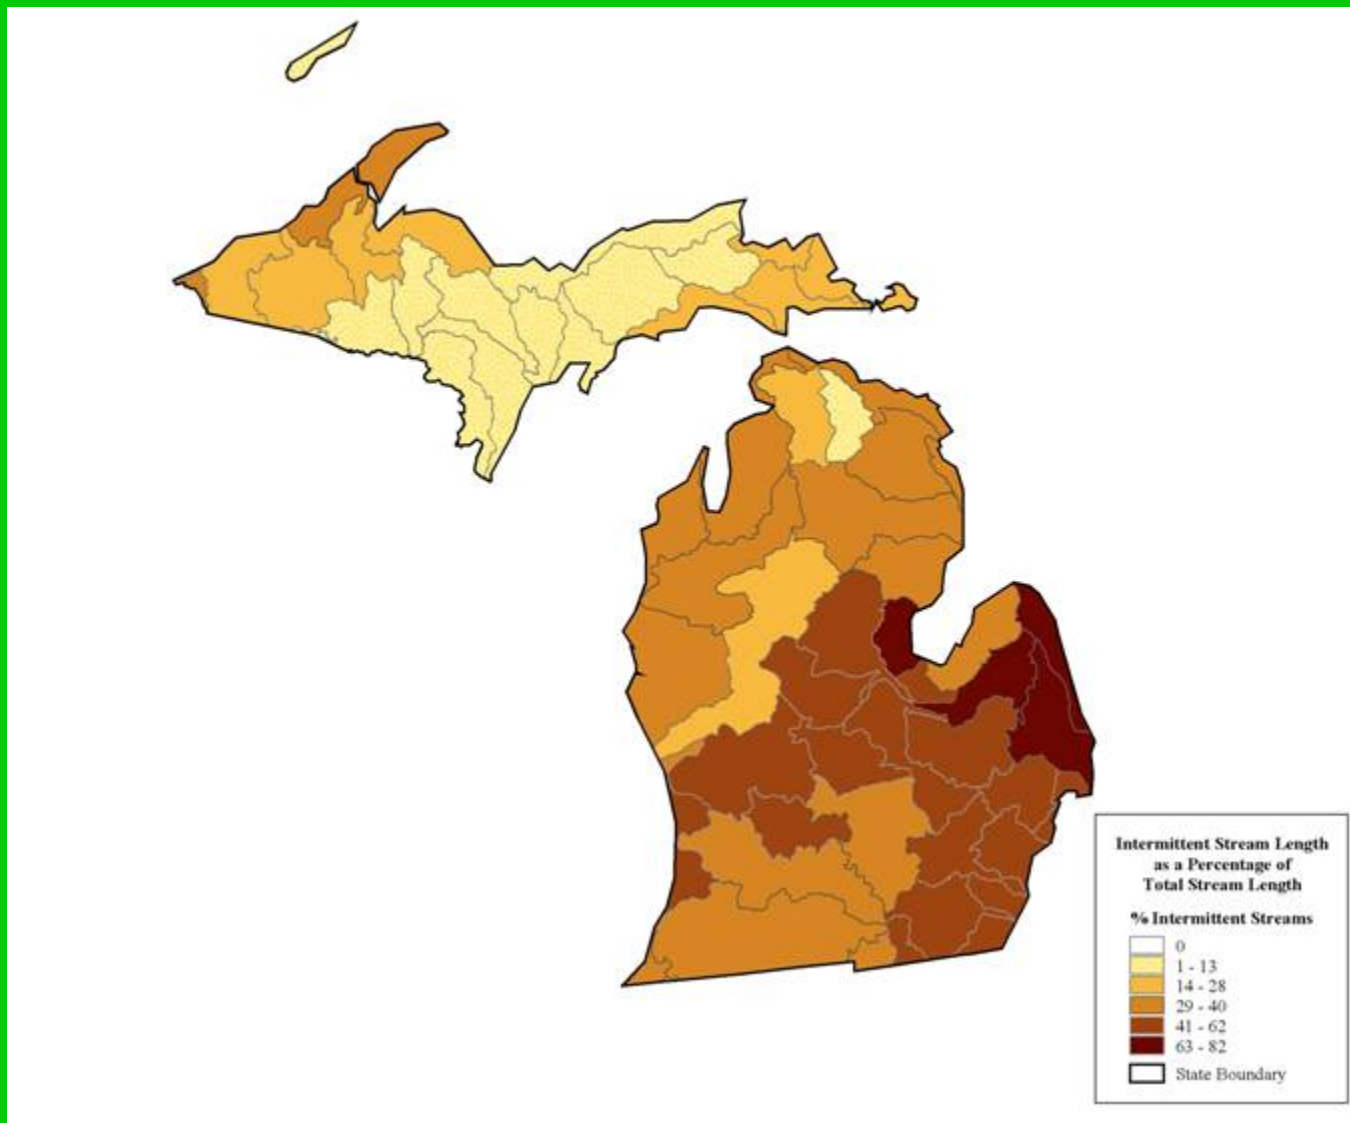 Intermittent Stream Length
as a Percentage of
Total Stream Length
% Intermittent Streams
0
1 - 13
14 - 28
29 - 40
41 - 62
63 - 82
State Boundary